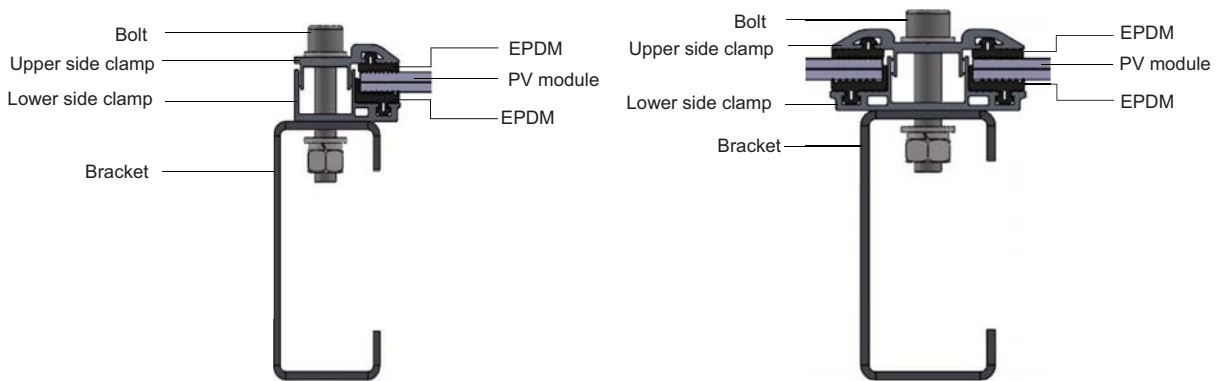 Bolt
Upper side clamp
Lower side clamp
Bracket
EPDM
PV module
EPDM
Bolt
Upper side clamp
Lower side clamp
Bracket
EPDM
PV module
EPDM